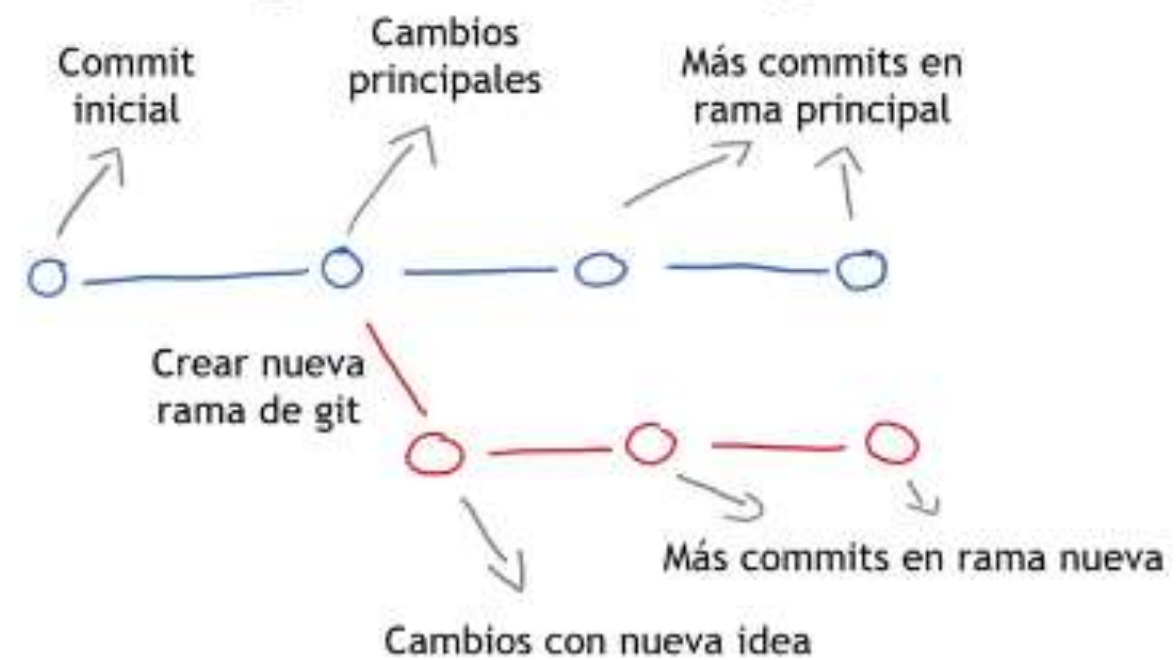 Commit
inicial
Cambios
principales
Más commits en
rama principal
Crear nueva
rama de git
Más commits en rama nueva
Cambios con nueva idea